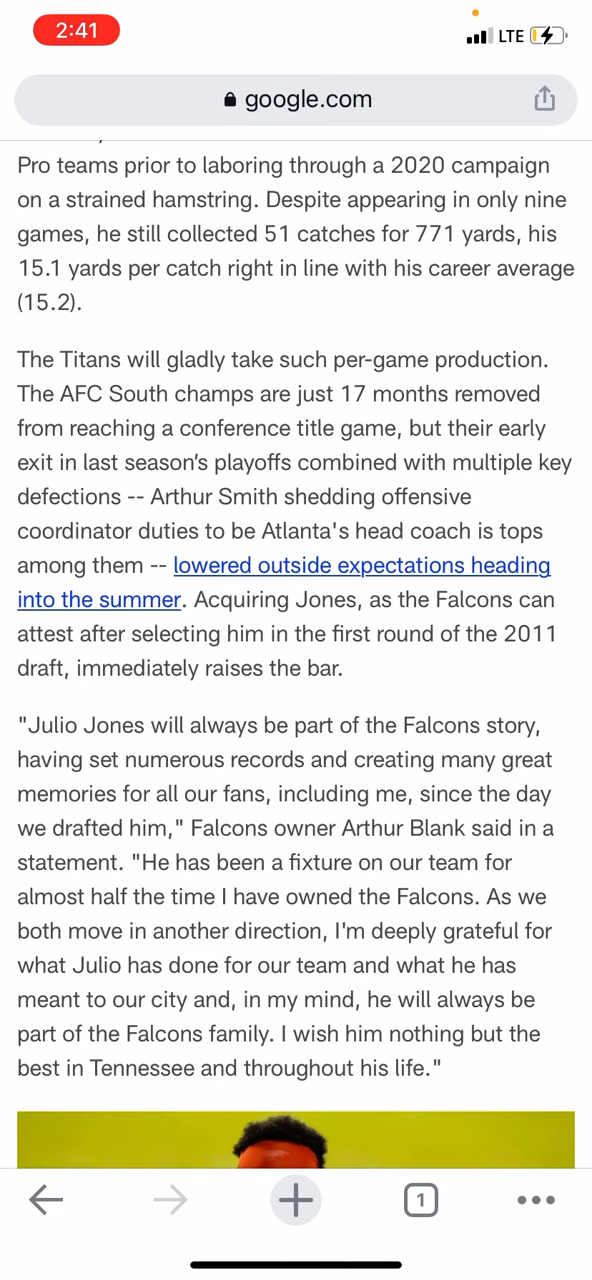 2:41
LTE
google.com
Pro teams prior to laboring through a 2020 campaign
on a strained hamstring. Despite appearing in only nine
games, he still collected 51 catches for 771 yards, his
15.1 yards per catch right in line with his career average
(15.2).
The Titans will gladly take such per-game production.
The AFC South champs are just 17 months removed
from reaching a conference title game, but their early
exit in last season's playoffs combined with multiple key
defections -- Arthur Smith shedding offensive
coordinator duties to be Atlanta's head coach is tops
among them -- lowered outside expectations heading
into the summer. Acquiring Jones, as the Falcons can
attest after selecting him in the first round of the 2011
draft, immediately raises the bar.
"Julio Jones will always be part of the Falcons story,
having set numerous records and creating many great
memories for all our fans, including me, since the day
we drafted him," Falcons owner Arthur Blank said in a
statement. "He has been a fixture on our team for
almost half the time I have owned the Falcons. As we
both move in another direction, I'm deeply grateful for
what Julio has done for our team and what he has
meant to our city and, in my mind, he will always be
part of the Falcons family. I wish him nothing but the
best in Tennessee and throughout his life."
1